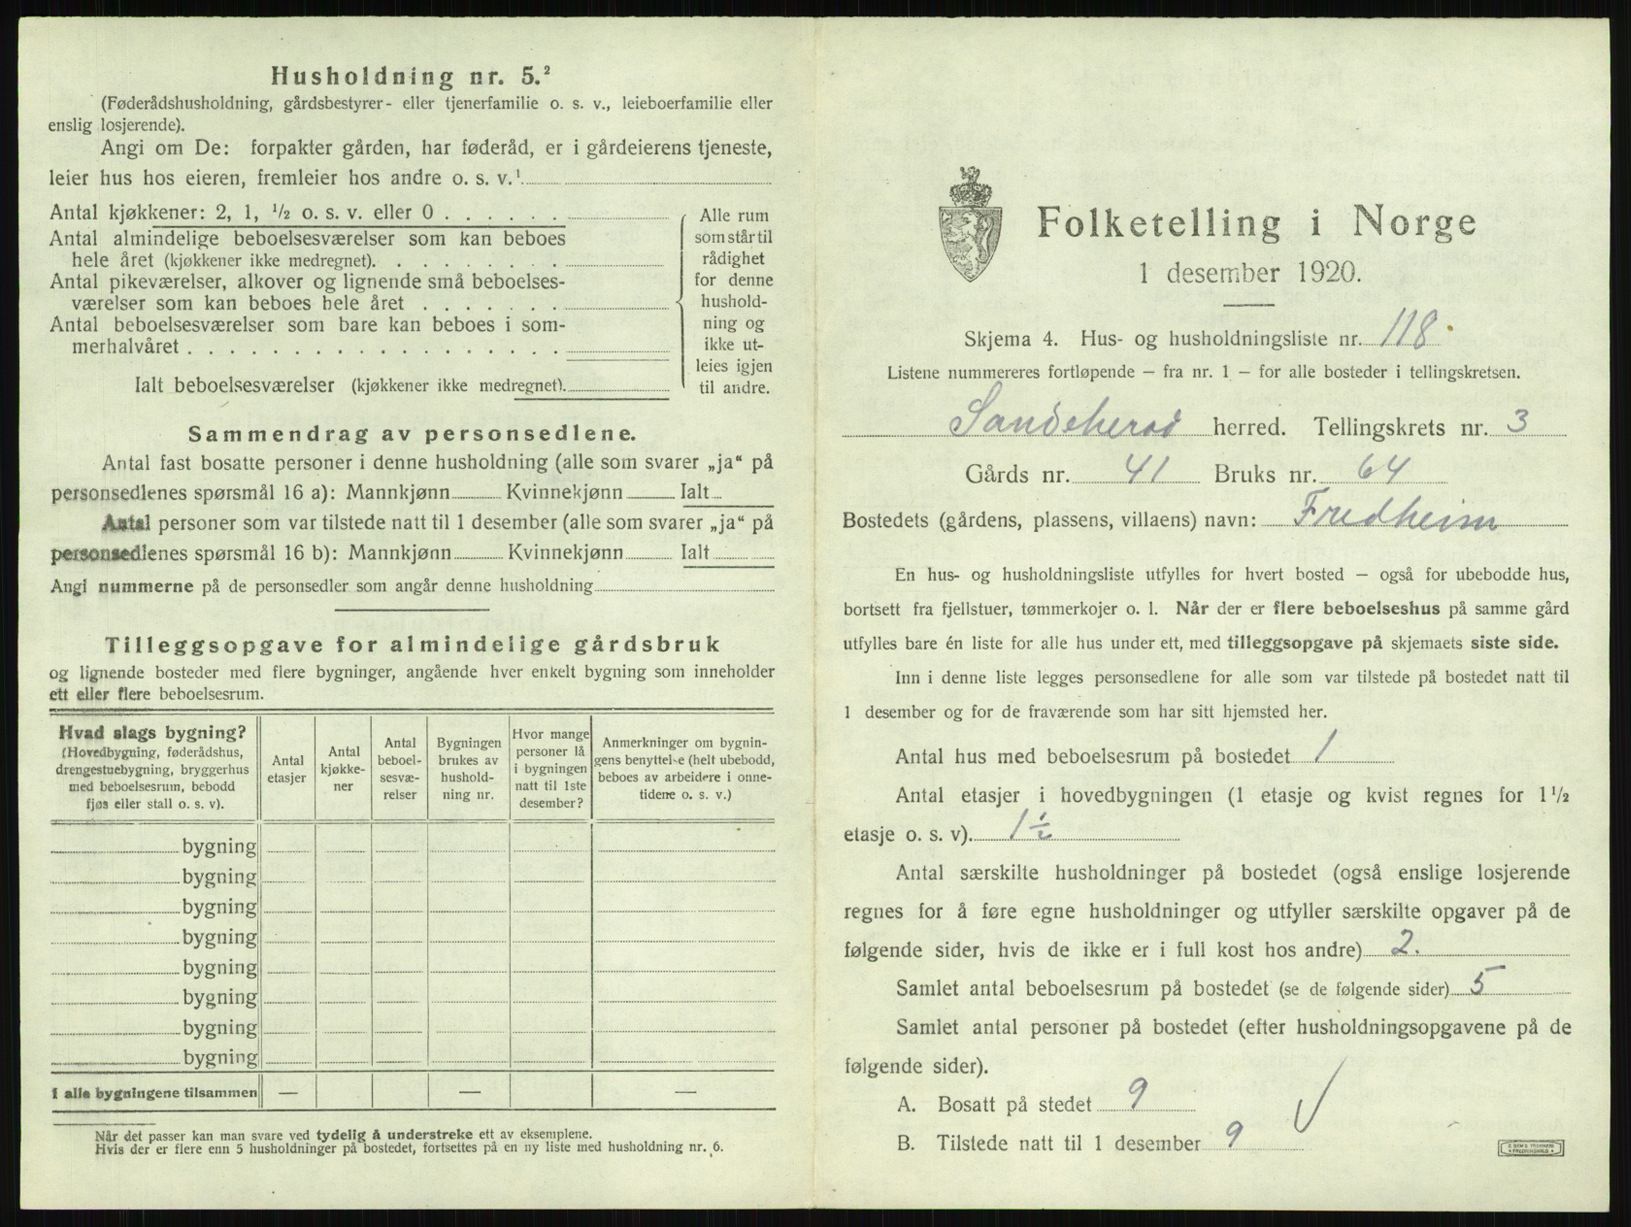 Husholdning nr. 5.²
(Føderådshusholdning, gårdsbestyrer- eller tjenerfamilie o. s. v., leieboerfamilie eller
enslig losjerende).
Angi om De: forpakter gården, har føderåd, er i gårdeierens tjeneste,
leier hus hos eieren, fremleier hos andre o. s. v.¹
Antal kjøkkener: 2, 1, ½ o. s. v. eller 0
Antal almindelige beboelsesværelser som kan beboes
hele året (kjøkkener ikke medregnet).
Antal pikeværelser, alkover og lignende små beboelses-
værelser som kan beboes hele året
Antal beboelsesværelser som bare kan beboes i som-
merhalvåret
Ialt beboelsesværelser (kjøkkener ikke medregnet).
Alle rum
som står til
rådighet
for denne
hushold-
ning og
ikke ut-
leies igjen
til andre.
Sammendrag av personsedlene.
Antal fast bosatte personer i denne husholdning (alle som svarer „ja“ på
personsedlenes spørsmål 16 a): Mannkjønn Kvinnekjønn Ialt
Antal personer som var tilstede natt til 1 desember (alle som svarer „ja“ på
personsedlenes spørsmål 16 b): Mannkjønn Kvinnekjønn Ialt
Angi nummerne på de personsedler som angår denne husholdning
Tilleggsopgave for almindelige gårdsbruk
og lignende bosteder med flere bygninger, angående hver enkelt bygning som inneholder
ett eller flere beboelsesrum.
Hvad slags bygning?
(Hovedbygning, føderådshus,
drengestuebygning, bryggerhus
med beboelsesrum, bebodd
fjøs eller stall o. s. v).
Antal
etasjer
Antal
kjøkke-
ner
Antal
beboel-
sesvæ-
relser
Bygningen
brukes av
hushold-
ning nr.
Hvor mange
personer lå
i bygningen
natt til 1ste
desember?
Anmerkninger om bygnin-
gens benyttelse (helt ubebodd,
beboes av arbeidere i onne-
tidene o. s. v.)
bygning
bygning
bygning
bygning
bygning
bygning
bygning
bygning
I alle bygningene tilsammen — — —
Når det passer kan man svare ved tydelig å understreke ett av eksemplene.
Hvis der er flere enn 5 husholdninger på bostedet, fortsettes på en ny liste med husholdning nr. 6.
Folketelling i Norge
1 desember 1920.
Skjema 4. Hus- og husholdningsliste nr. 118
Listene nummereres fortløpende — fra nr. 1 — for alle bosteder i tellingskretsen.
Sandeherad herred. Tellingskrets nr. 3
Gårds nr. 41 Bruks nr. 64
Bostedets (gårdens, plassens, villaens) navn: Fredheim
En hus- og husholdningsliste utfylles for hvert bosted — også for ubebodde hus,
bortsett fra fjellstuer, tømmerkojer o. l. Når der er flere beboelseshus på samme gård
utfylles bare én liste for alle hus under ett, med tilleggsopgave på skjemaets siste side.
Inn i denne liste legges personsedlene for alle som var tilstede på bostedet natt til
1 desember og for de fraværende som har sitt hjemsted her.
Antal hus med beboelsesrum på bostedet 1
Antal etasjer i hovedbygningen (1 etasje og kvist regnes for 1½
etasje o. s. v). 1½
Antal særskilte husholdninger på bostedet (også enslige losjerende
regnes for å føre egne husholdninger og utfyller særskilte opgaver på de
følgende sider, hvis de ikke er i full kost hos andre) 2.
Samlet antal beboelsesrum på bostedet (se de følgende sider) 5
Samlet antal personer på bostedet (efter husholdningsopgavene på de
følgende sider).
A. Bosatt på stedet 9
B. Tilstede natt til 1 desember 9